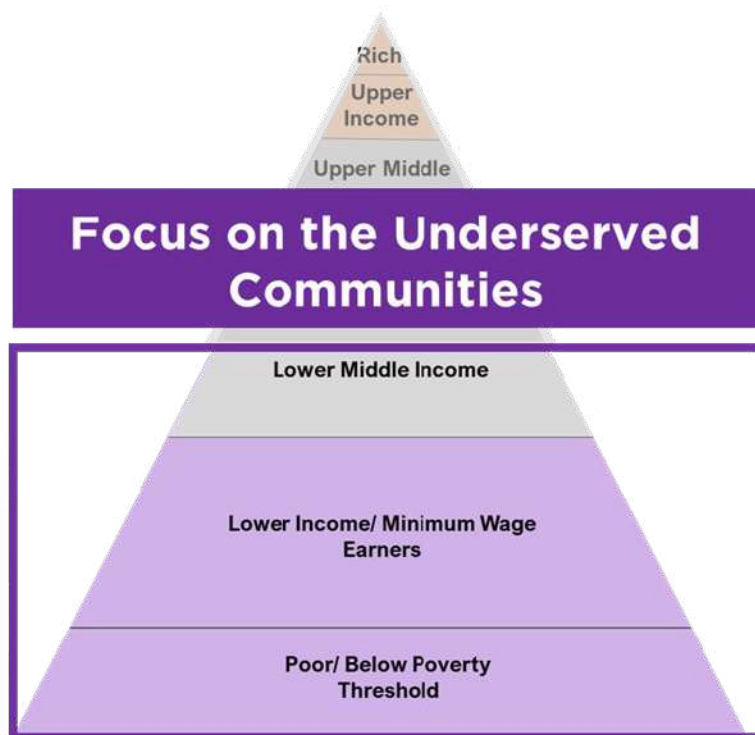 Rich
Upper
Income
Upper Middle
Focus on the Underserved
Communities
Lower Middle Income
Lower Income/ Minimum Wage
Earners
Poor/ Below Poverty
Threshold